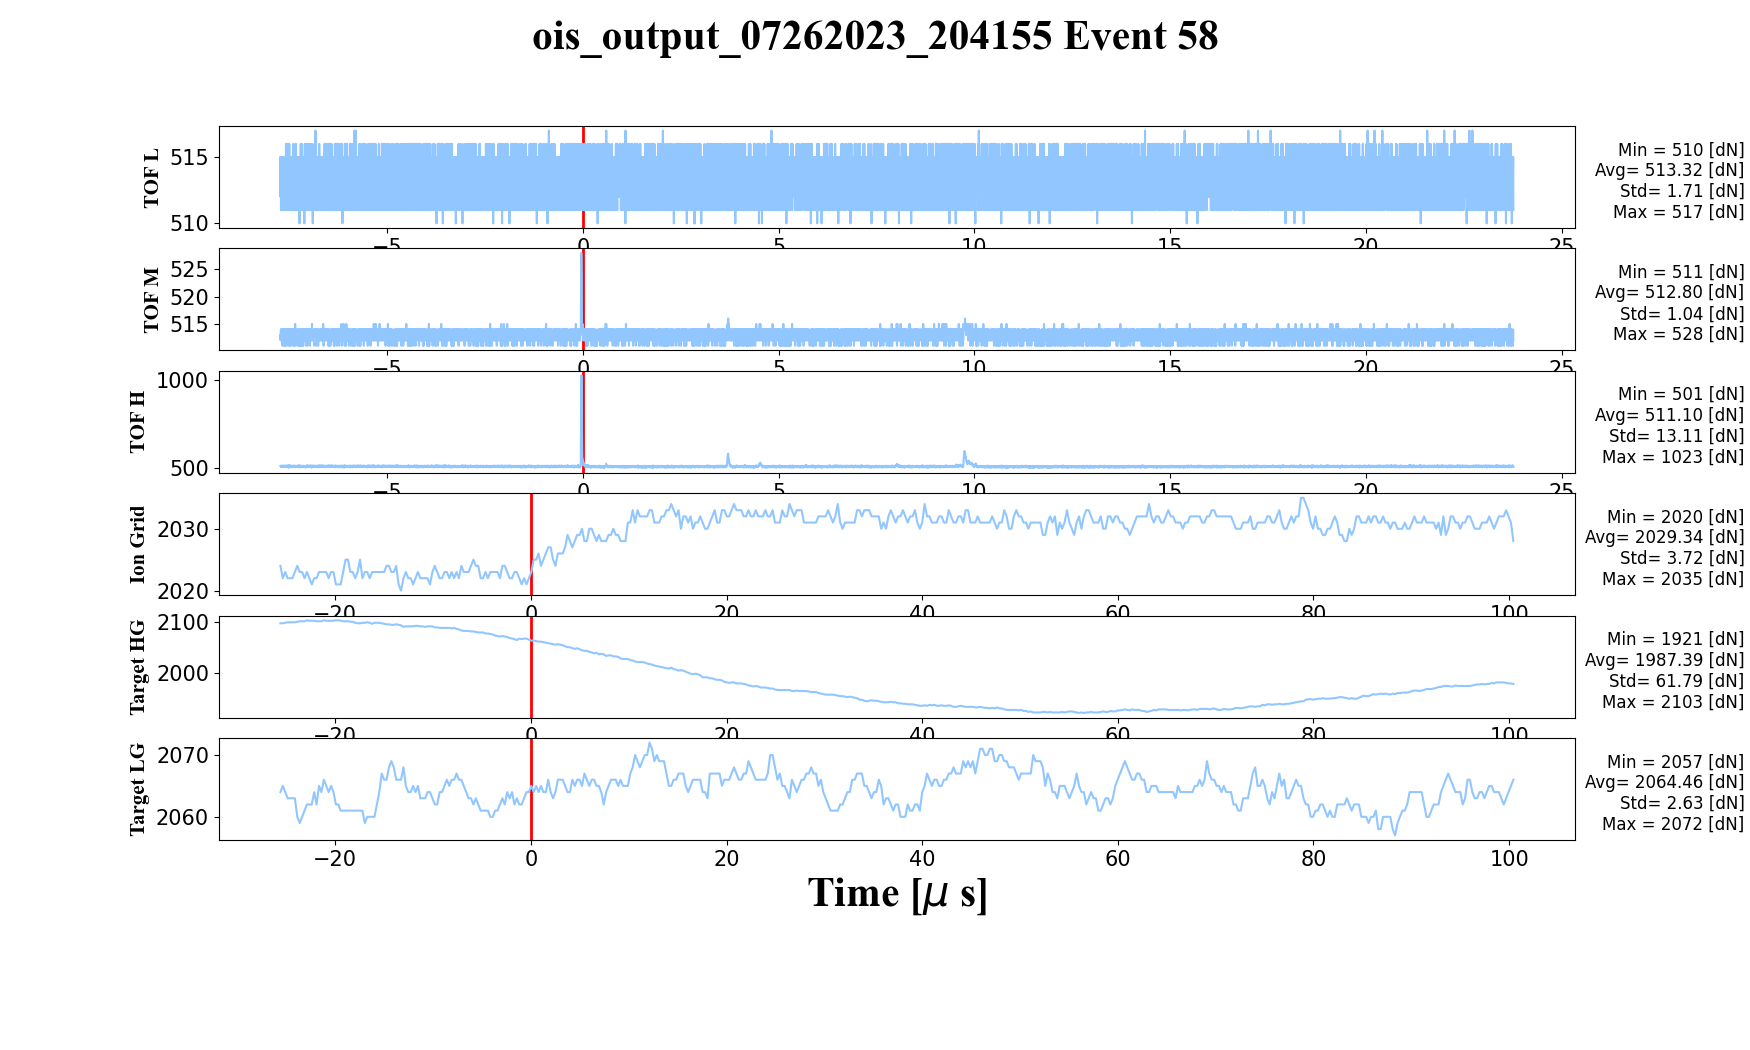 ois_output_07262023_204155 Event 58
TOF L
515
510
−5
0
5
10
15
20
25
Min = 510 [dN]
Avg= 513.32 [dN]
Std= 1.71 [dN]
Max = 517 [dN]
TOF M
525
520
515
−5
0
5
10
15
20
25
Min = 511 [dN]
Avg= 512.80 [dN]
Std= 1.04 [dN]
Max = 528 [dN]
TOF H
1000
500
−5
0
5
10
15
20
25
Min = 501 [dN]
Avg= 511.10 [dN]
Std= 13.11 [dN]
Max = 1023 [dN]
Ion Grid
2030
2020
−20
0
20
40
60
80
100
Min = 2020 [dN]
Avg= 2029.34 [dN]
Std= 3.72 [dN]
Max = 2035 [dN]
Target HG
2100
2000
−20
0
20
40
60
80
100
Min = 1921 [dN]
Avg= 1987.39 [dN]
Std= 61.79 [dN]
Max = 2103 [dN]
Target LG
2070
2060
−20
0
20
40
60
80
100
Min = 2057 [dN]
Avg= 2064.46 [dN]
Std= 2.63 [dN]
Max = 2072 [dN]
Time [μ s]